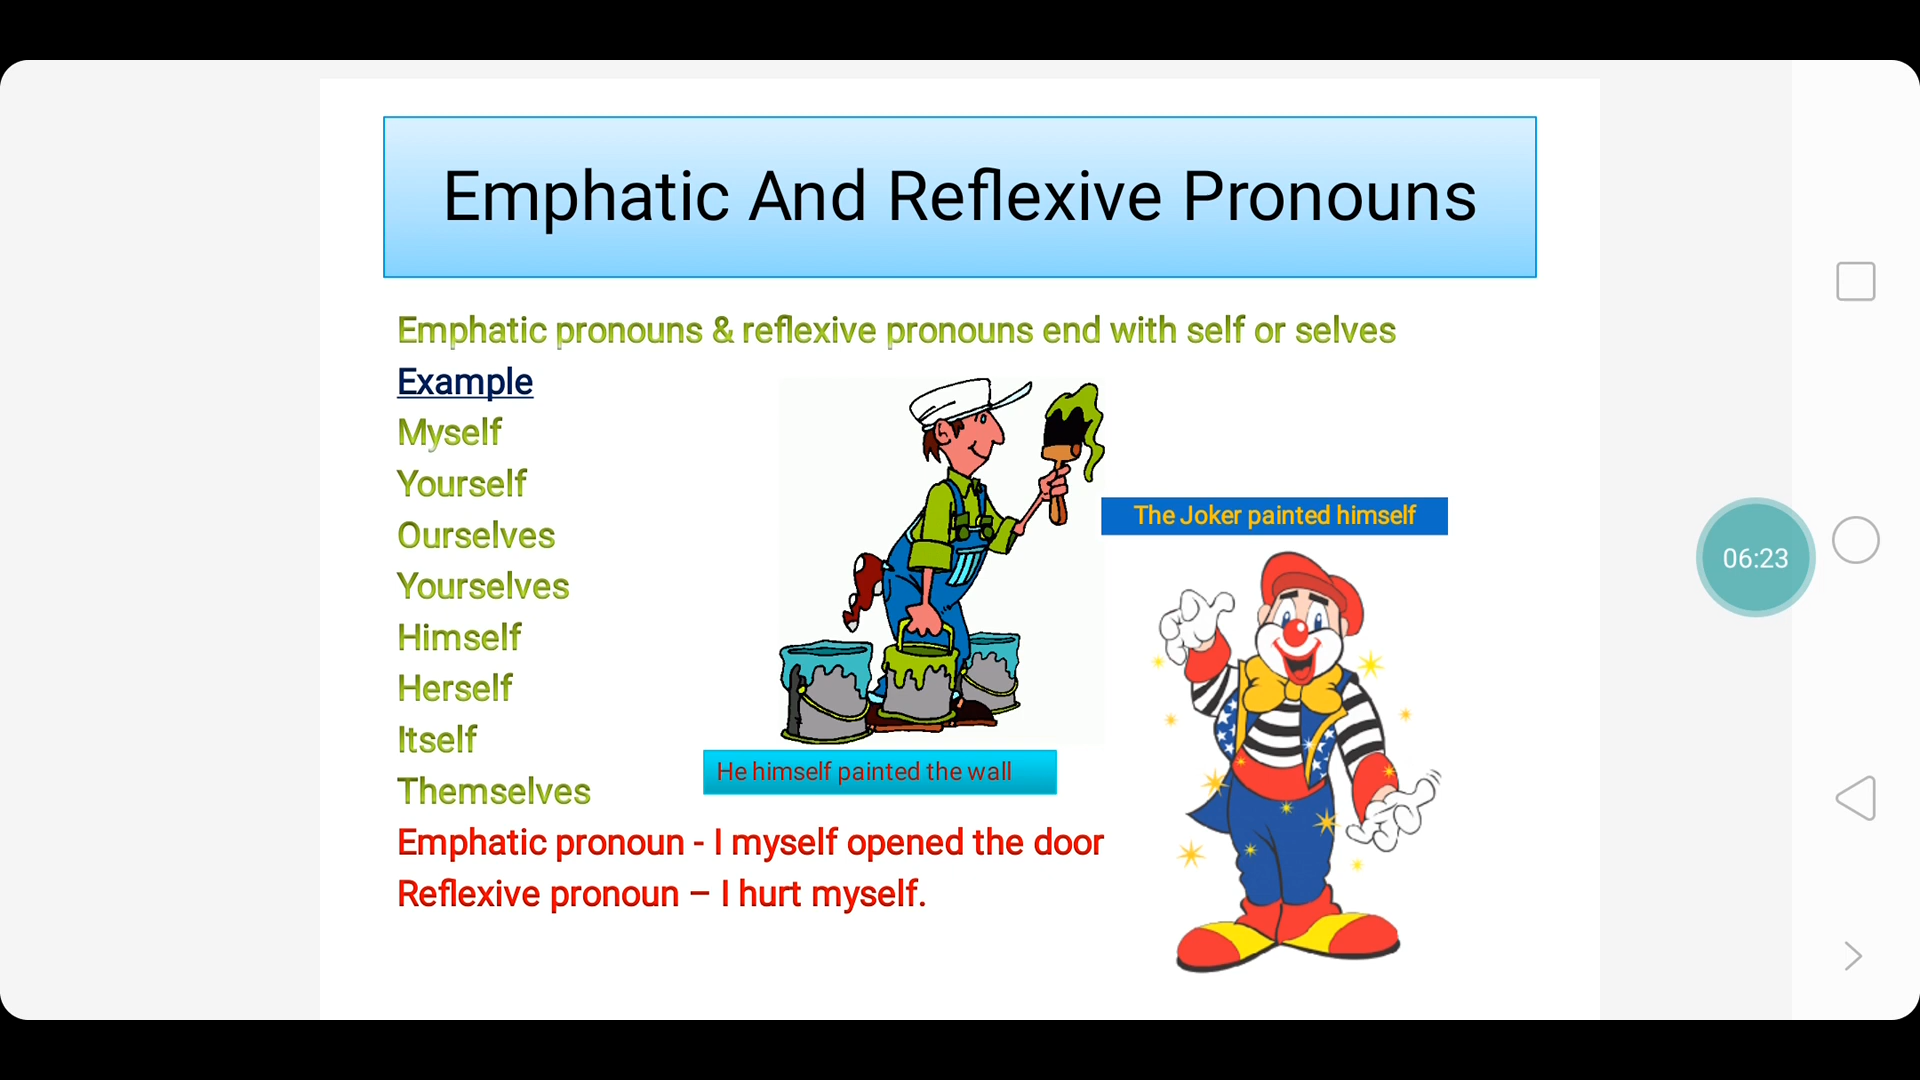 Emphatic And Reflexive Pronouns
Emphatic pronouns & reflexive pronouns end with self or selves
Example
Myself
Yourself
Ourselves
Yourselves
Himself
Herself
Itself
Themselves
Emphatic pronoun - I myself opened the door
Reflexive pronoun – I hurt myself.
He himself painted the wall
The Joker painted himself
06:23